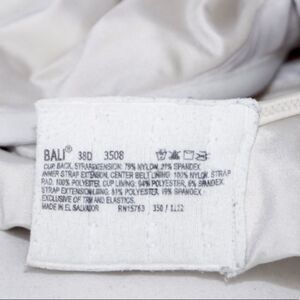 BALI® 38D 3508
CUP, BACK, STRAP EXTENSION: 79% NYLON, 21% SPANDEX
INNER STRAP EXTENSION, CENTER BELT LINING: 100% NYLON, STRAP
PAD: 100% POLYESTER, CUP LINING: 94% POLYESTER, 6% SPANDEX
STRAP EXTENSION LINING: 81% POLYESTER, 19% SPANDEX
EXCLUSIVE OF TRIM AND ELASTICS.
MADE IN EL SALVADOR RN15763 350 /